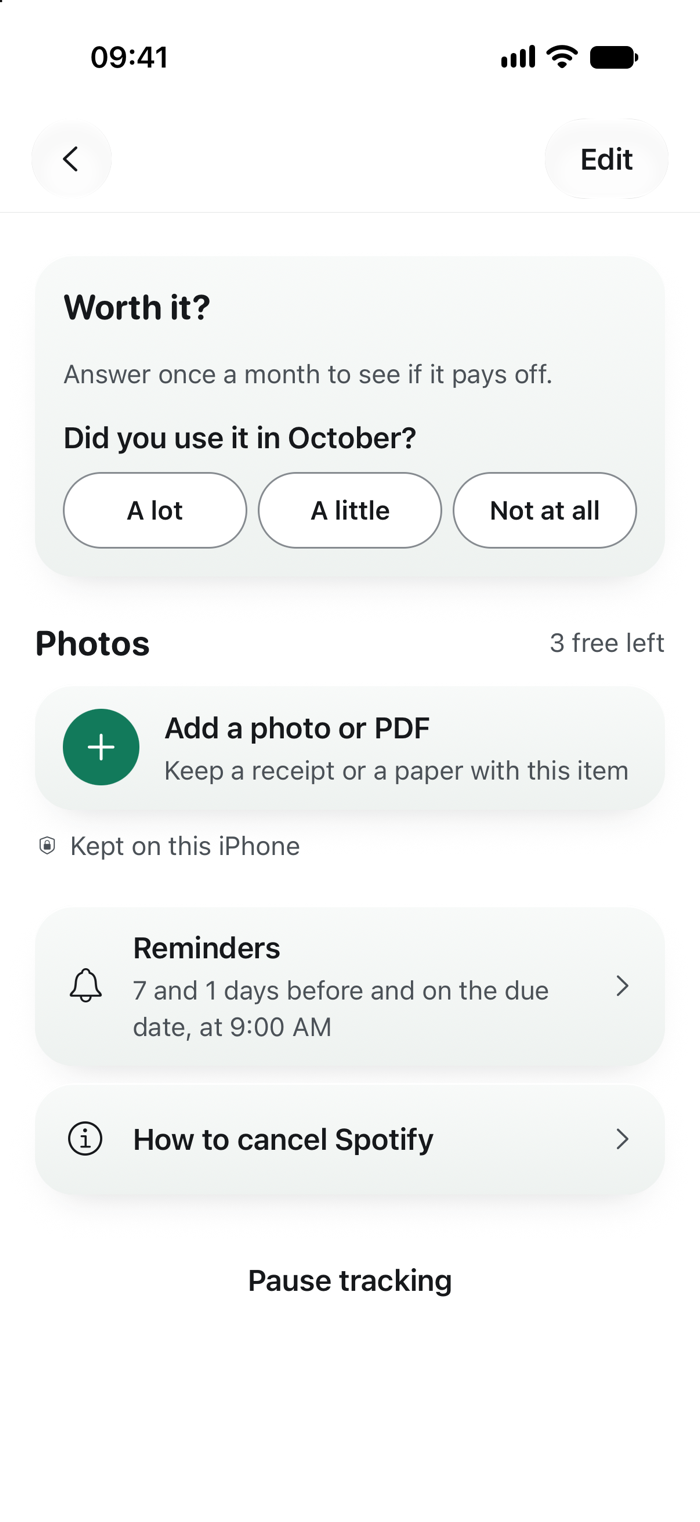 09:41
Edit
Worth it?
Answer once a month to see if it pays off.
Did you use it in October?
A lot
A little
Not at all
Photos
3 free left
Add a photo or PDF
Keep a receipt or a paper with this item
Kept on this iPhone
Reminders
7 and 1 days before and on the due
date, at 9:00 AM
How to cancel Spotify
Pause tracking